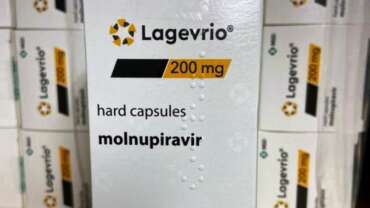 Lagevrio®
200 mg
hard capsules
molnupiravir